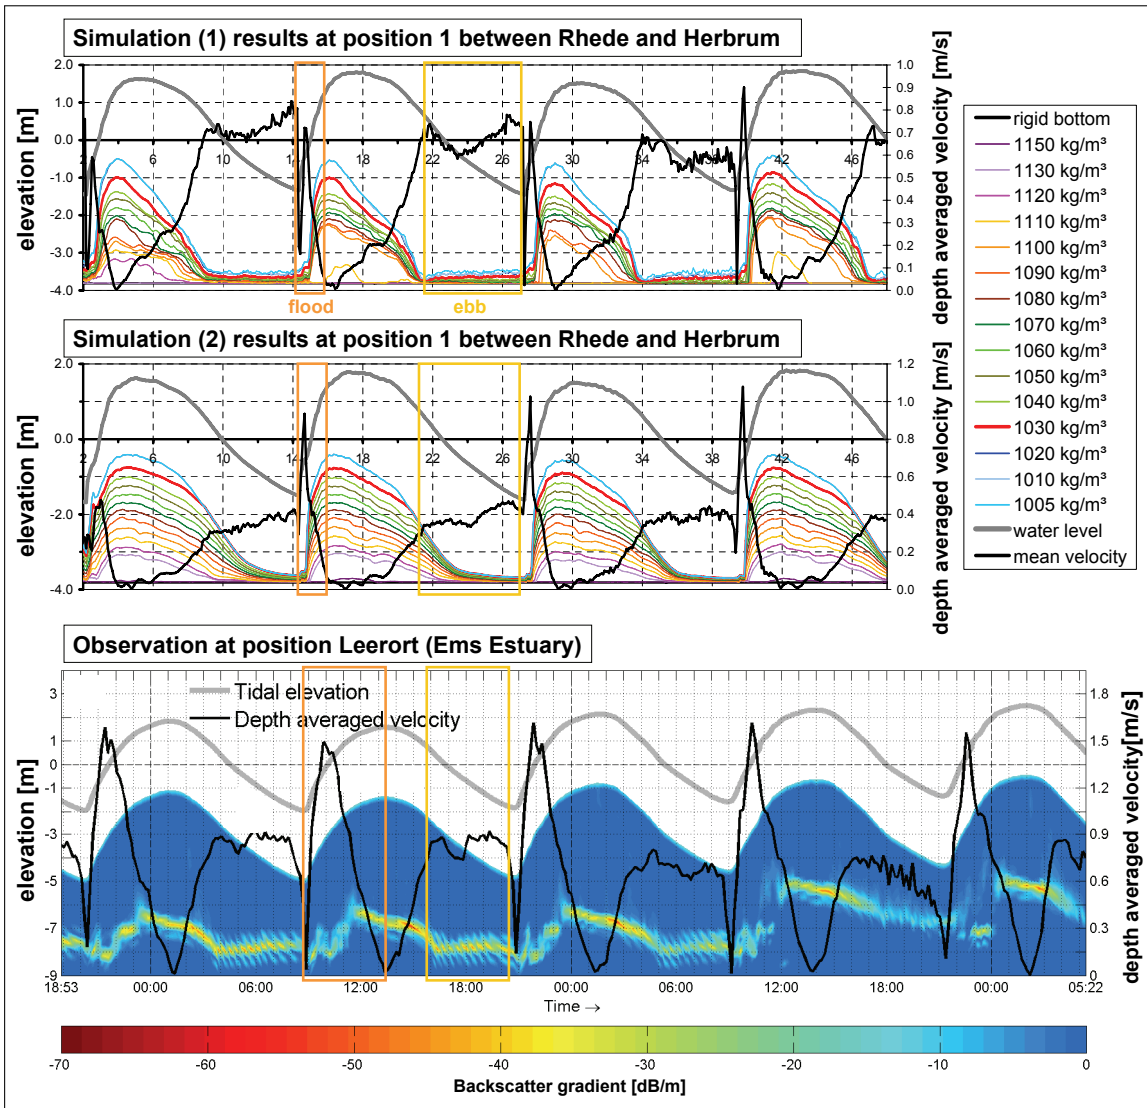 Simulation (1) results at position 1 between Rhede and Herbrum
elevation [m]
2.0
1.0
0.0
-1.0
-2.0
-3.0
-4.0
2 6 10 14 18 22 26 30 34 38 42 46
1.0
0.9
0.8
0.7
0.6
0.5
0.4
0.3
0.2
0.1
0.0
depth averaged velocity [m/s]
flood
ebb
Simulation (2) results at position 1 between Rhede and Herbrum
elevation [m]
2.0
0.0
-2.0
-4.0
2 6 10 14 18 22 26 30 34 38 42 46
1.2
1.0
0.8
0.6
0.4
0.2
0.0
depth averaged velocity [m/s]
rigid bottom
1150 kg/m³
1130 kg/m³
1120 kg/m³
1110 kg/m³
1100 kg/m³
1090 kg/m³
1080 kg/m³
1070 kg/m³
1060 kg/m³
1050 kg/m³
1040 kg/m³
1030 kg/m³
1020 kg/m³
1010 kg/m³
1005 kg/m³
water level
mean velocity
Observation at position Leerort (Ems Estuary)
Tidal elevation
Depth averaged velocity
elevation [m]
3
1
0
-1
-3
-5
-7
-9
1.8
1.5
1.2
0.9
0.6
0.3
0
depth averaged velocity[m/s]
18:53 00:00 06:00 12:00 18:00 00:00 06:00 12:00 18:00 00:00 05:22
Time →
-70 -60 -50 -40 -30 -20 -10 0
Backscatter gradient [dB/m]